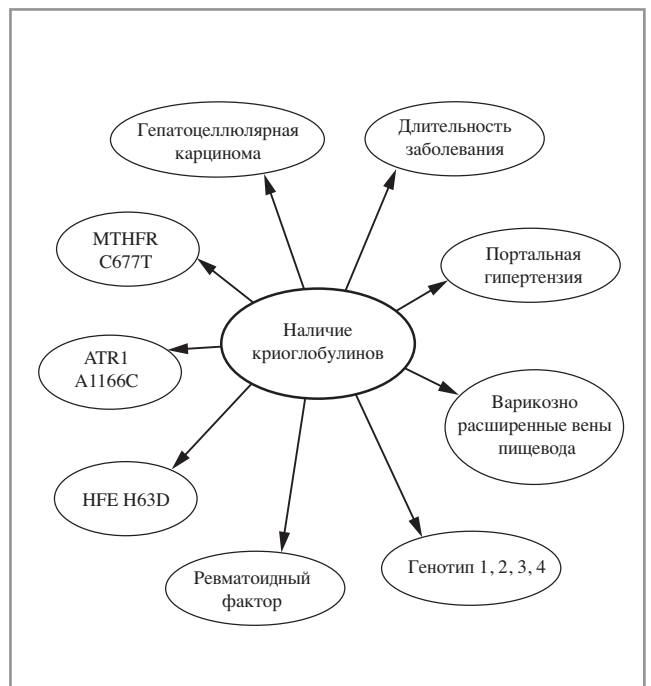 Гепатоцеллюлярная
карцинома
Длительность
заболевания
MTHFR
C677T
Портальная
гипертензия
Наличие
криоглобулинов
ATR1
A1166C
Варикозно
расширенные вены
пищевода
HFE H63D
Ревматоидный
фактор
Генотип 1, 2, 3, 4